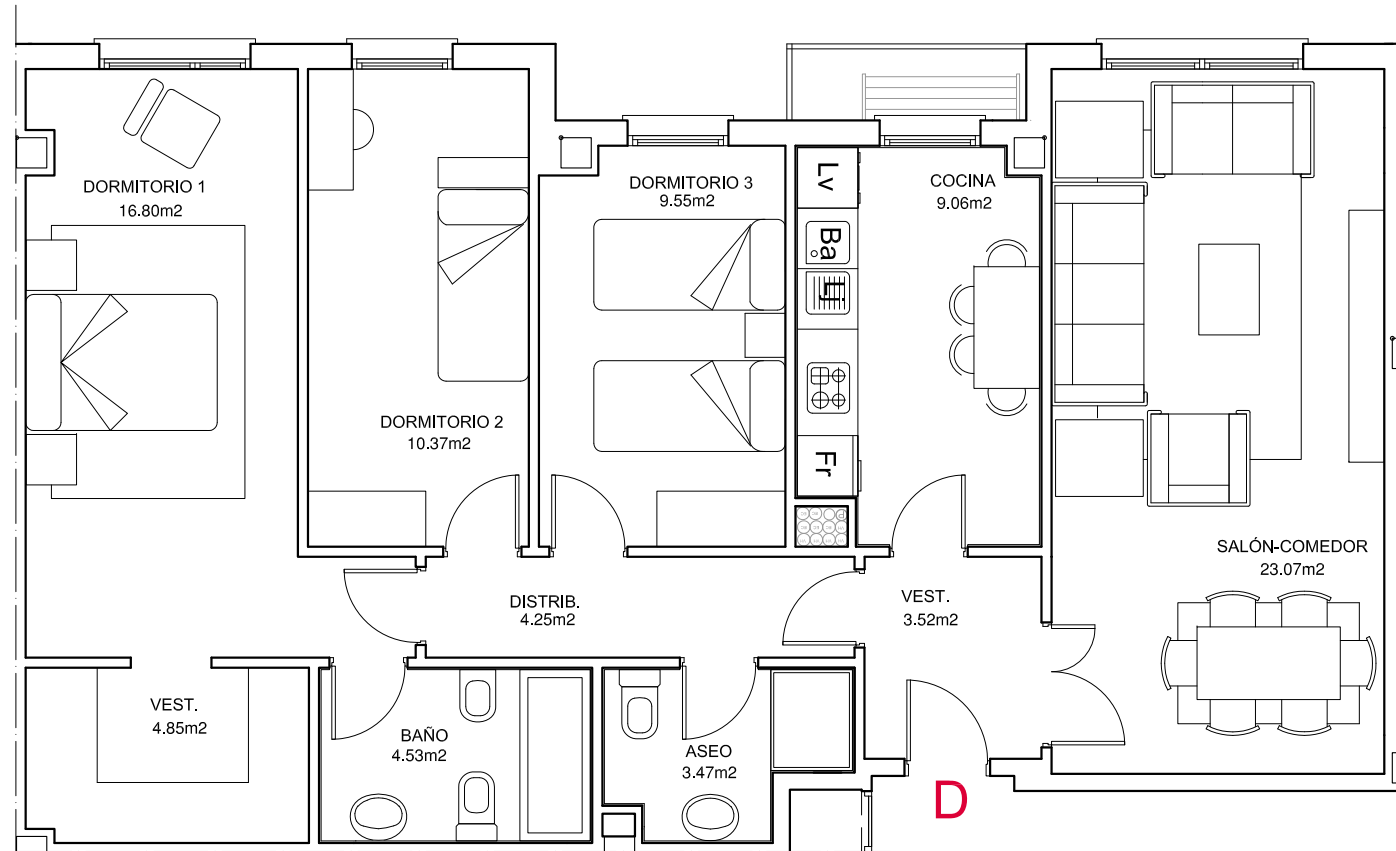 DORMITORIO 1
16.80m2
DORMITORIO 2
10.37m2
DORMITORIO 3
9.55m2
COCINA
9.06m2
Lv
Ba
Lj
Fr
SALÓN-COMEDOR
23.07m2
DISTRIB.
4.25m2
VEST.
3.52m2
VEST.
4.85m2
BAÑO
4.53m2
ASEO
3.47m2
D